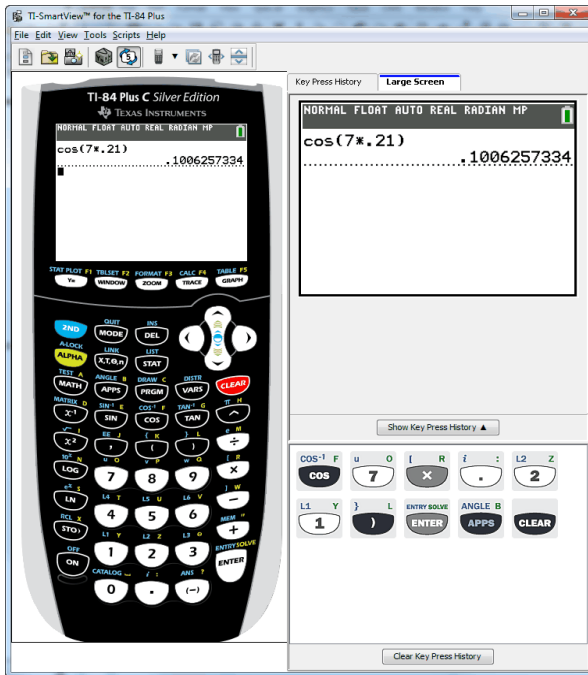 TI-SmartView™ for the TI-84 Plus
File Edit View Tools Scripts Help
5
TI-84 Plus C Silver Edition
TEXAS INSTRUMENTS
NORMAL FLOAT AUTO REAL RADIAN MP
cos(7*.21)
.1006257334
STAT PLOT F1 TBLSET F2 FORMAT F3 CALC F4 TABLE F5
Y= WINDOW ZOOM TRACE GRAPH
QUIT INS
2ND MODE DEL
A-LOCK LINK LIST
ALPHA X,T,Θ,n STAT
TEST A ANGLE B DRAW C DISTR
MATH APPS PRGM VARS CLEAR
MATRIX D SIN⁻¹ E COS⁻¹ F TAN⁻¹ G π H
x⁻¹ SIN COS TAN ^
√ I EE J { K } L e M
x² , ( ) ÷
10ˣ N u O v P w Q [ R
LOG 7 8 9 ×
eˣ S L4 T L5 U L6 V ] W
LN 4 5 6 −
RCL X L1 Y L2 Z L3 θ MEM "
STO› 1 2 3 +
OFF CATALOG i : ANS ? ENTRY SOLVE
ON 0 . (−) ENTER
Key Press History Large Screen
NORMAL FLOAT AUTO REAL RADIAN MP
cos(7*.21)
.1006257334
Show Key Press History ▲
COS⁻¹ F u O [ R i : L2 Z
COS 7 × . 2
L1 Y } L ENTRY SOLVE ANGLE B
1 ) ENTER APPS CLEAR
Clear Key Press History